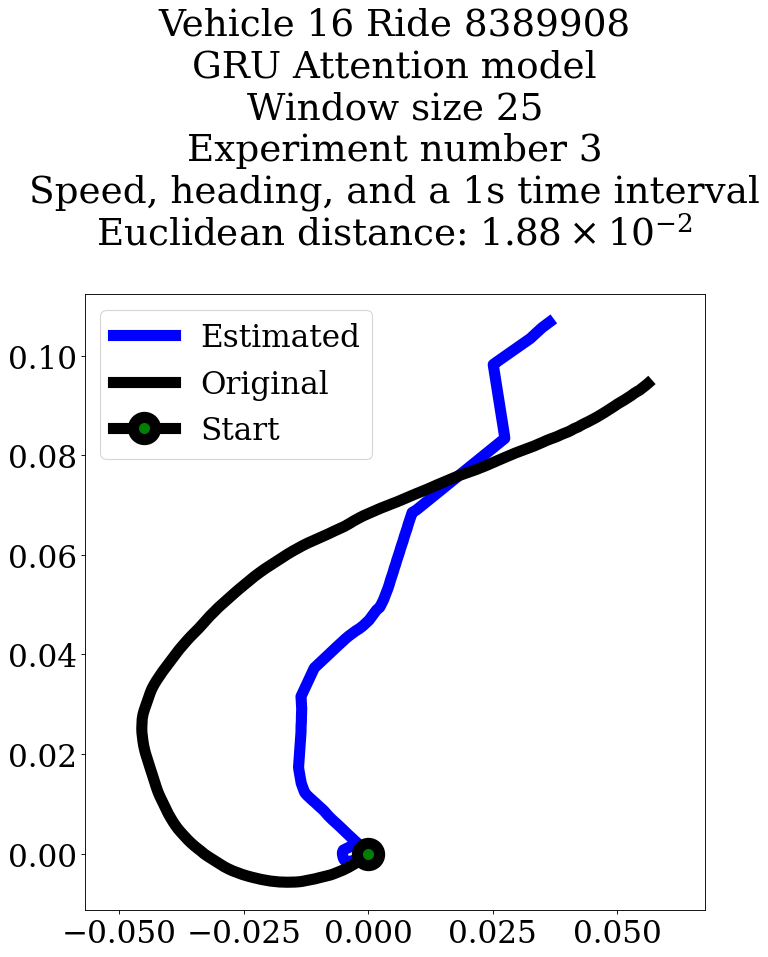 Vehicle 16 Ride 8389908
GRU Attention model
Window size 25
Experiment number 3
Speed, heading, and a 1s time interval
Euclidean distance: 1.88 × 10⁻²
Estimated
Original
Start
0.10
0.08
0.06
0.04
0.02
0.00
−0.050 −0.025 0.000 0.025 0.050